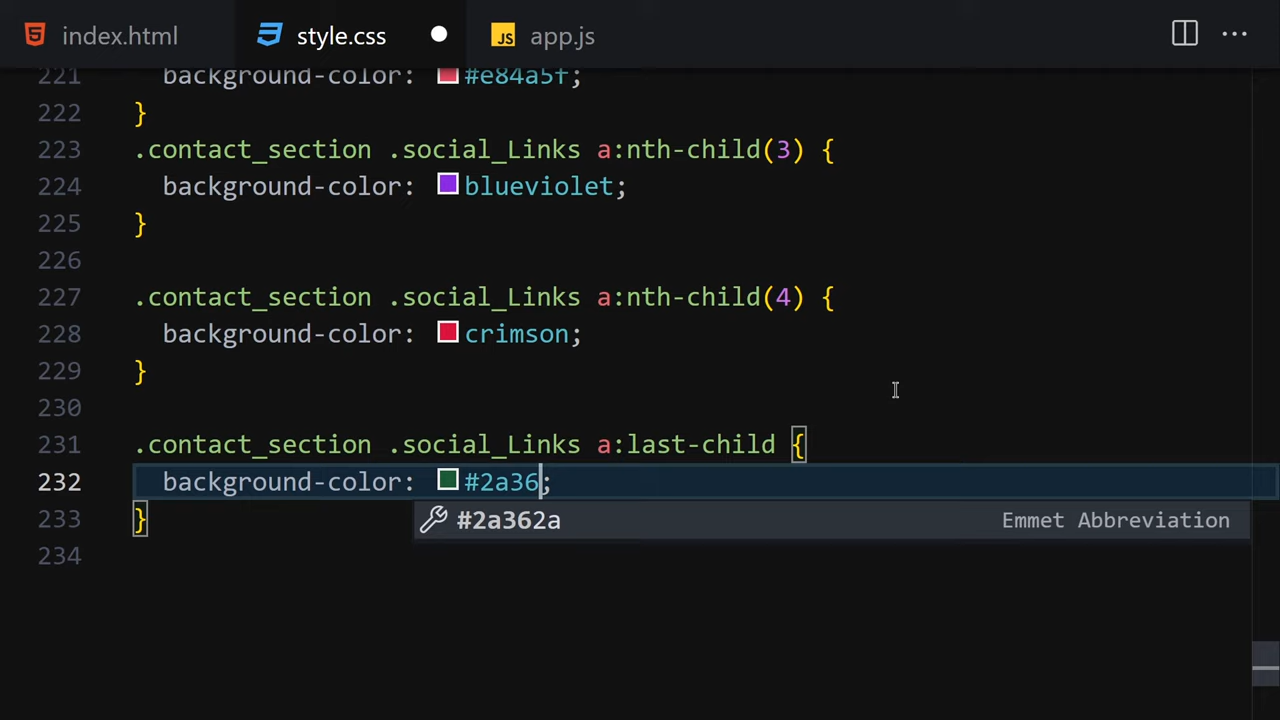 index.html style.css JS app.js
221 background-color: #e84a5f;
222 }
223 .contact_section .social_Links a:nth-child(3) {
224 background-color: blueviolet;
225 }
226
227 .contact_section .social_Links a:nth-child(4) {
228 background-color: crimson;
229 }
230
231 .contact_section .social_Links a:last-child {
232 background-color: #2a36;
233 }
#2a362a Emmet Abbreviation
234